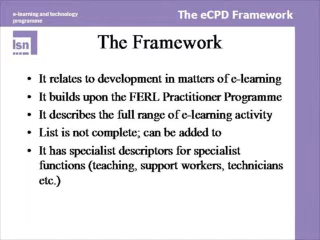 e-learning and technology
programme
The eCPD Framework
lsn
The Framework
• It relates to development in matters of e-learning
• It builds upon the FERL Practitioner Programme
• It describes the full range of e-learning activity
• List is not complete; can be added to
• It has specialist descriptors for specialist
functions (teaching, support workers, technicians
etc.)